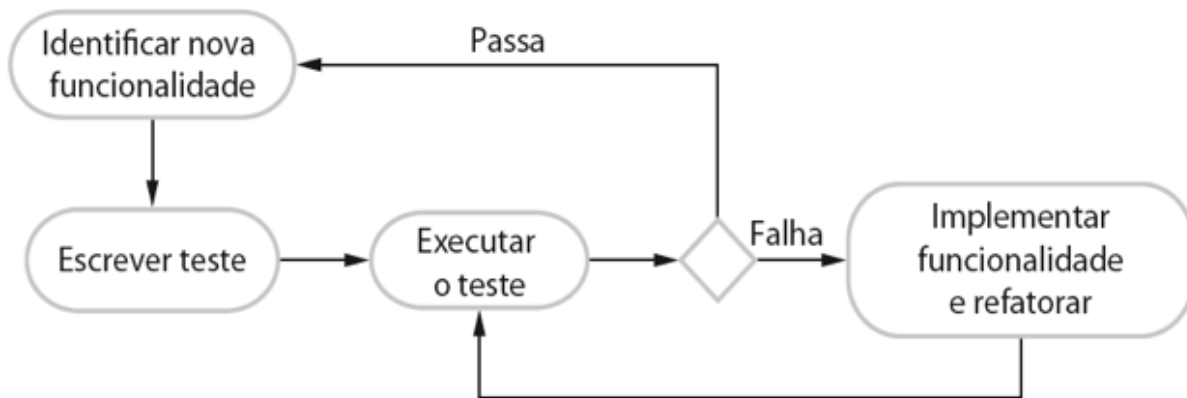 Identificar nova
funcionalidade
Passa
Escrever teste
Executar
o teste
Falha
Implementar
funcionalidade
e refatorar